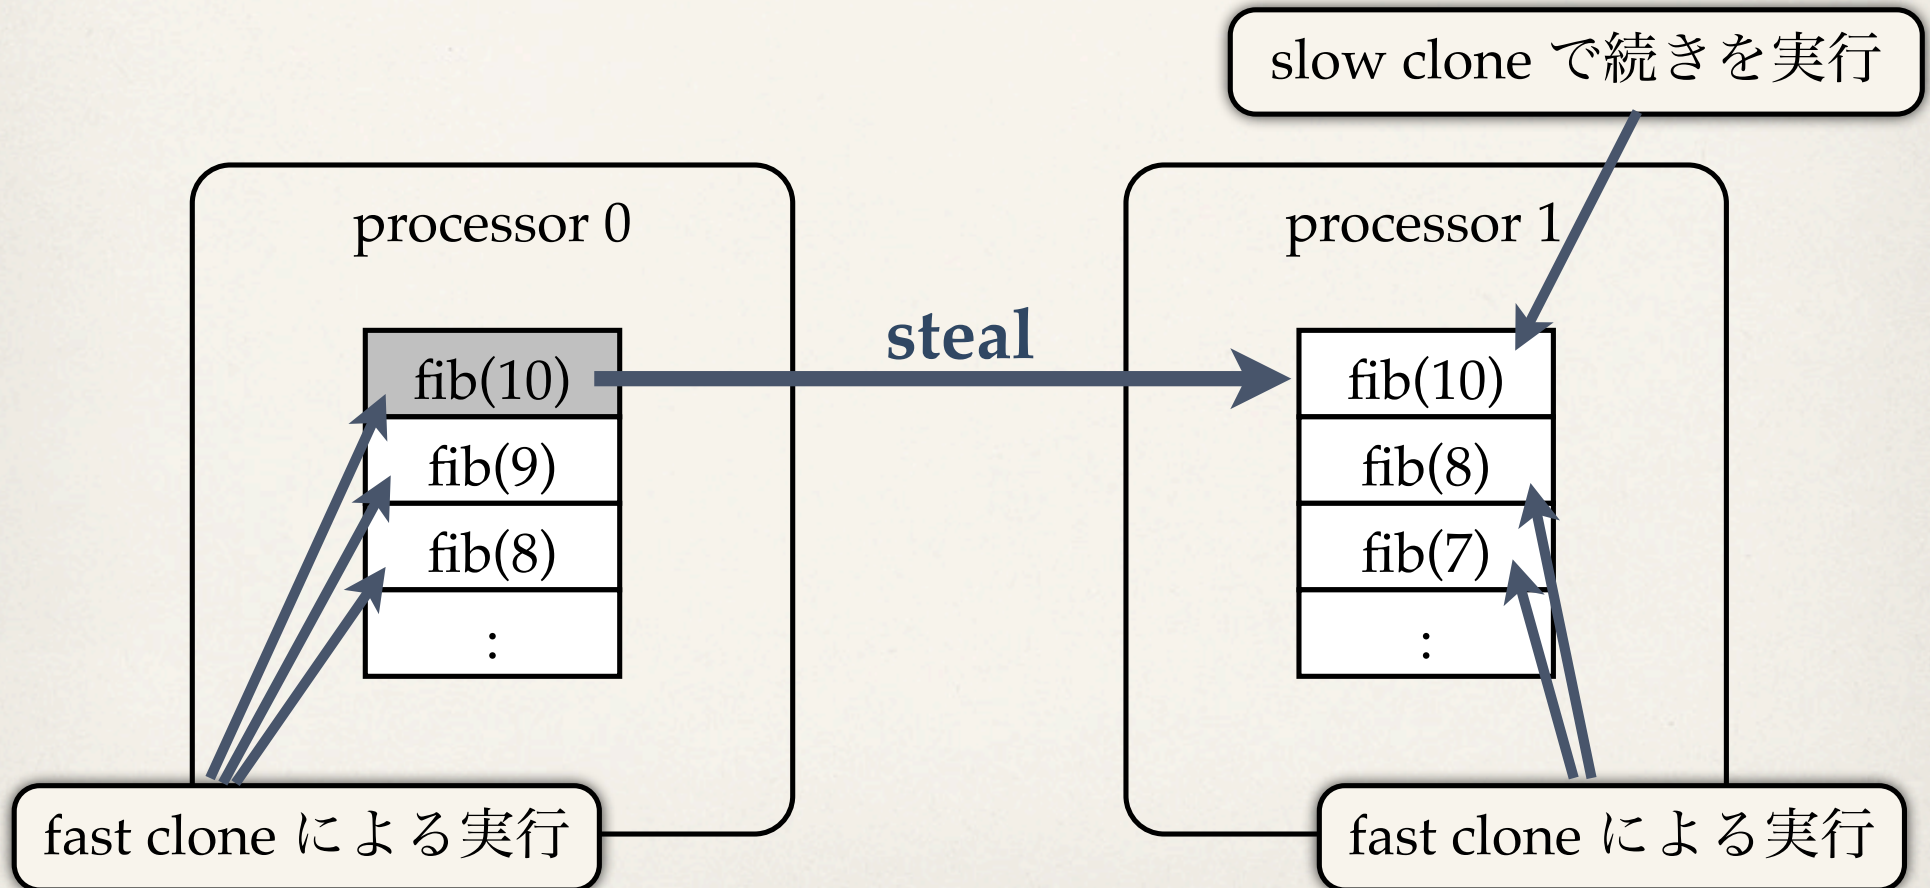 slow clone で続きを実行
processor 0
fib(10)
fib(9)
fib(8)
:
steal
processor 1
fib(10)
fib(8)
fib(7)
:
fast clone による実行
fast clone による実行